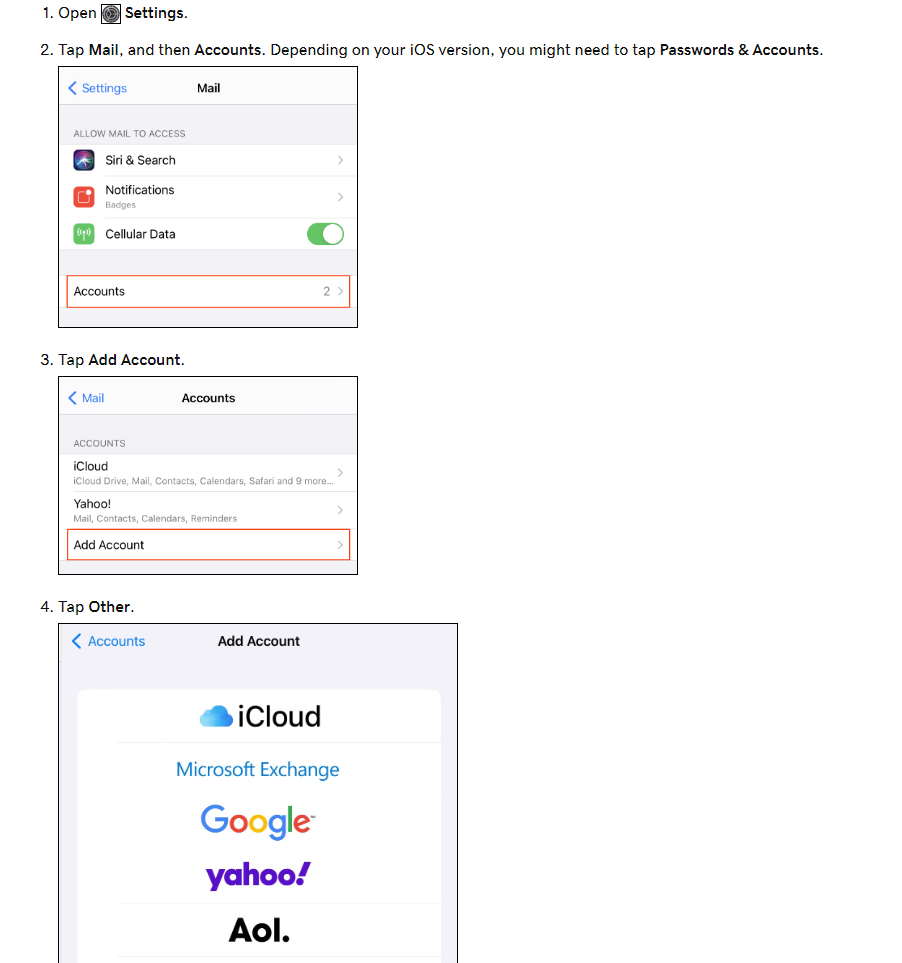 1. Open Settings.
2. Tap Mail, and then Accounts. Depending on your iOS version, you might need to tap Passwords & Accounts.
Settings Mail
ALLOW MAIL TO ACCESS
Siri & Search
Notifications
Badges
Cellular Data
Accounts 2
3. Tap Add Account.
Mail Accounts
ACCOUNTS
iCloud
iCloud Drive, Mail, Contacts, Calendars, Safari and 9 more...
Yahoo!
Mail, Contacts, Calendars, Reminders
Add Account
4. Tap Other.
Accounts Add Account
iCloud
Microsoft Exchange
Google
yahoo!
Aol.